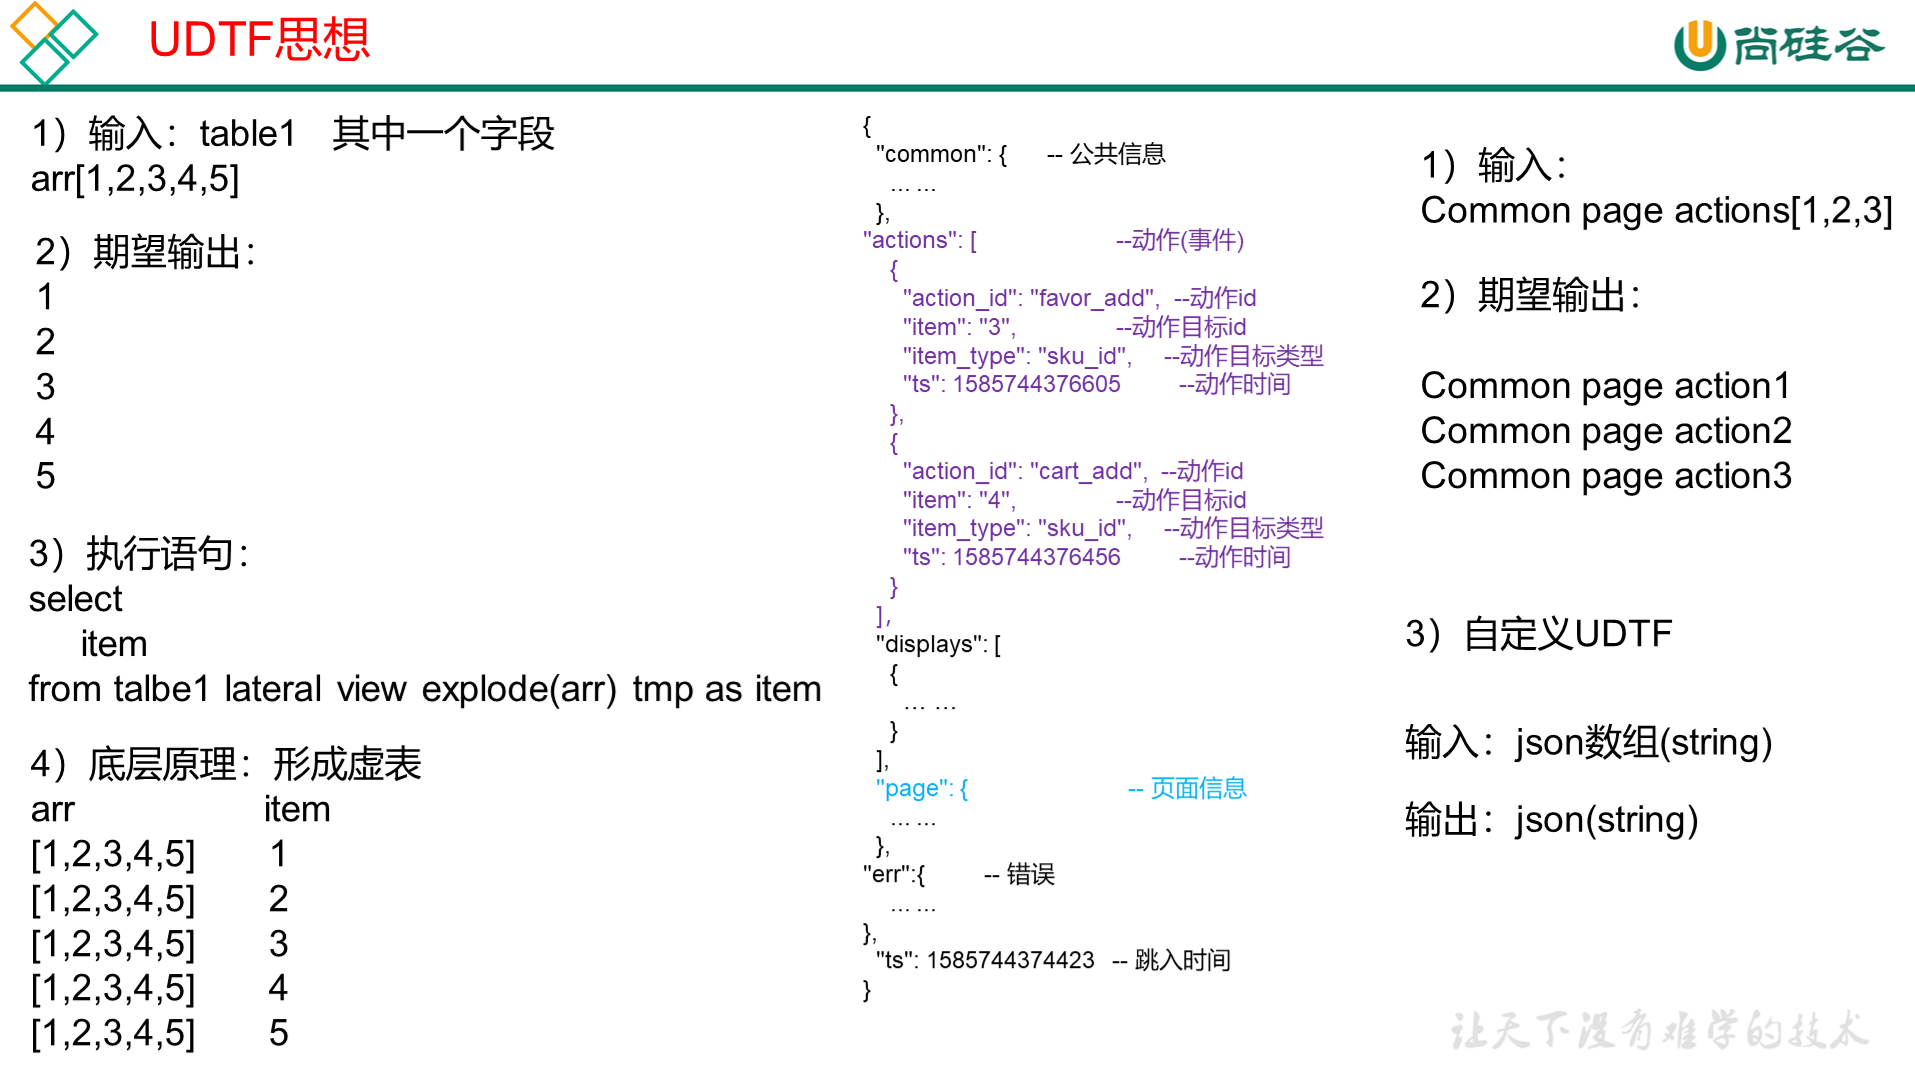 UDTF思想
尚硅谷
1）输入：table1 其中一个字段
arr[1,2,3,4,5]
2）期望输出：
1
2
3
4
5
3）执行语句：
select
item
from talbe1 lateral view explode(arr) tmp as item
4）底层原理：形成虚表
arr item
[1,2,3,4,5] 1
[1,2,3,4,5] 2
[1,2,3,4,5] 3
[1,2,3,4,5] 4
[1,2,3,4,5] 5
{
"common": { -- 公共信息
... ...
},
"actions": [ --动作(事件)
{
"action_id": "favor_add", --动作id
"item": "3", --动作目标id
"item_type": "sku_id", --动作目标类型
"ts": 1585744376605 --动作时间
},
{
"action_id": "cart_add", --动作id
"item": "4", --动作目标id
"item_type": "sku_id", --动作目标类型
"ts": 1585744376456 --动作时间
}
],
"displays": [
{
... ...
}
],
"page": { -- 页面信息
... ...
},
"err":{ -- 错误
... ...
},
"ts": 1585744374423 -- 跳入时间
}
1）输入：
Common page actions[1,2,3]
2）期望输出：
Common page action1
Common page action2
Common page action3
3）自定义UDTF
输入：json数组(string)
输出：json(string)
让天下没有难学的技术